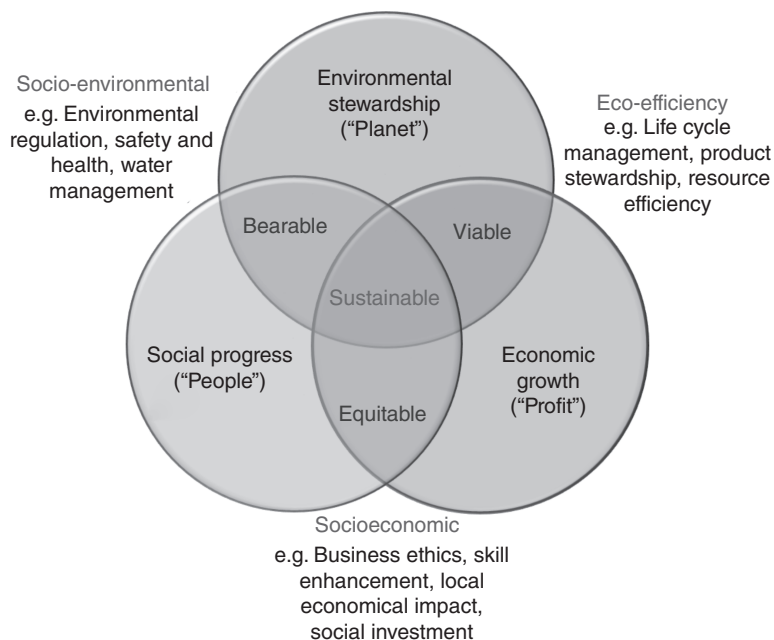 Environmental
stewardship
(“Planet”)
Socio-environmental
e.g. Environmental
regulation, safety and
health, water
management
Eco-efficiency
e.g. Life cycle
management, product
stewardship, resource
efficiency
Bearable
Viable
Sustainable
Social progress
(“People”)
Economic
growth
(“Profit”)
Equitable
Socioeconomic
e.g. Business ethics, skill
enhancement, local
economical impact,
social investment